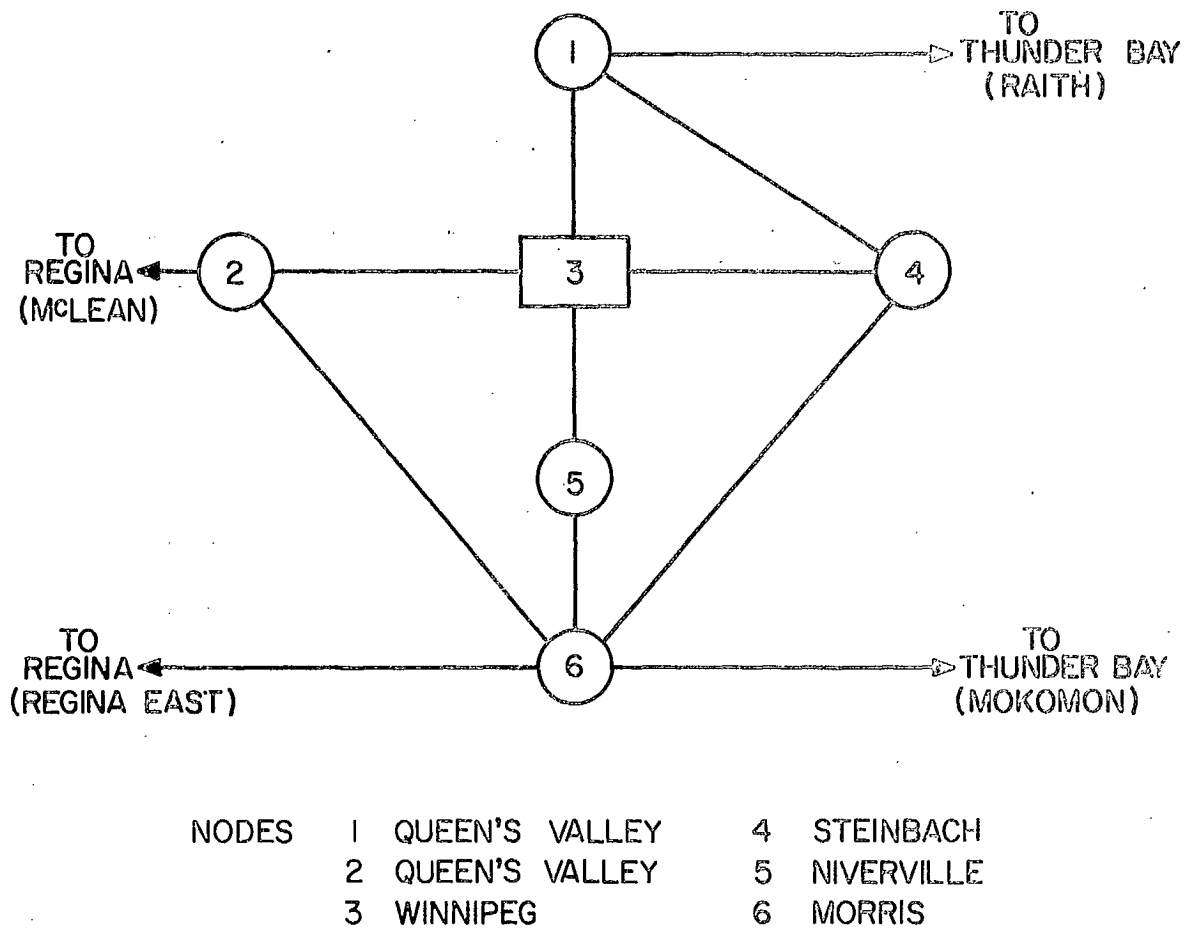 1
TO
THUNDER BAY
(RAITH)
TO
REGINA
(McLEAN)
2
3
4
5
TO
REGINA
(REGINA EAST)
6
TO
THUNDER BAY
(MOKOMON)
NODES 1 QUEEN'S VALLEY 4 STEINBACH
2 QUEEN'S VALLEY 5 NIVERVILLE
3 WINNIPEG 6 MORRIS